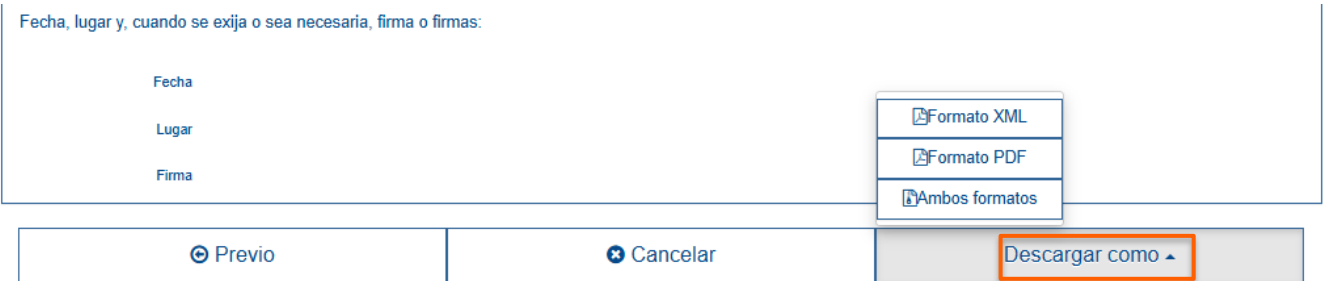 Fecha, lugar y, cuando se exija o sea necesaria, firma o firmas:
Fecha
Lugar
Firma
Formato XML
Formato PDF
Ambos formatos
Previo
Cancelar
Descargar como